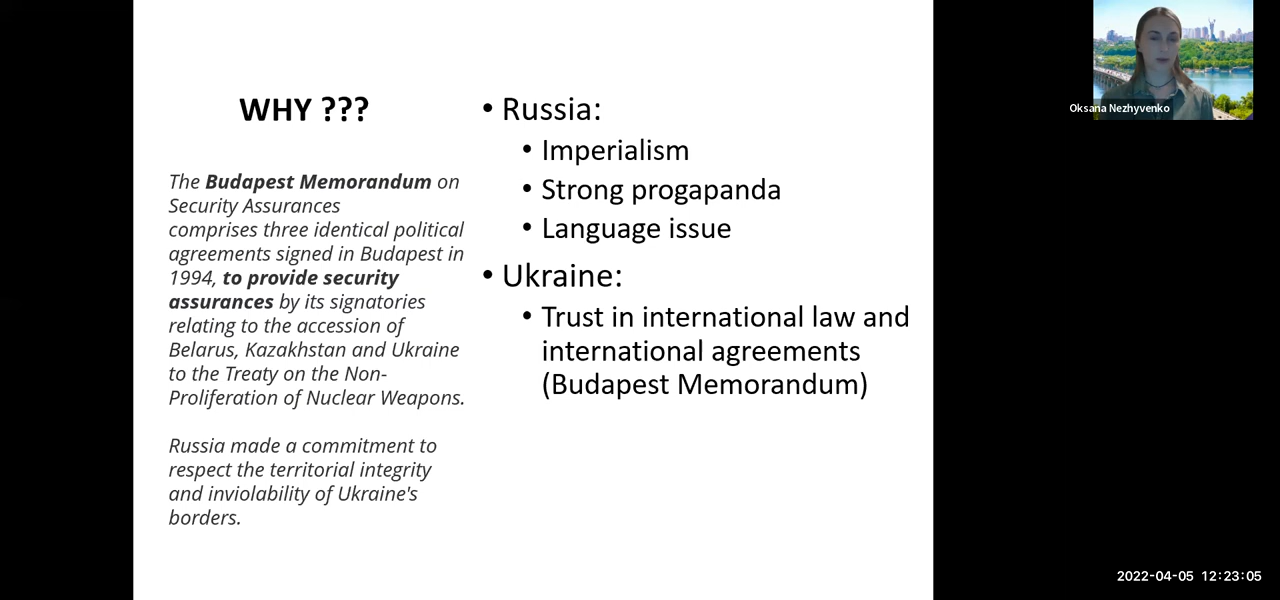 WHY ???
The Budapest Memorandum on
Security Assurances
comprises three identical political
agreements signed in Budapest in
1994, to provide security
assurances by its signatories
relating to the accession of
Belarus, Kazakhstan and Ukraine
to the Treaty on the Non-
Proliferation of Nuclear Weapons.
Russia made a commitment to
respect the territorial integrity
and inviolability of Ukraine's
borders.
• Russia:
• Imperialism
• Strong progapanda
• Language issue
• Ukraine:
• Trust in international law and
international agreements
(Budapest Memorandum)
Oksana Nezhyvenko
2022-04-05 12:23:05